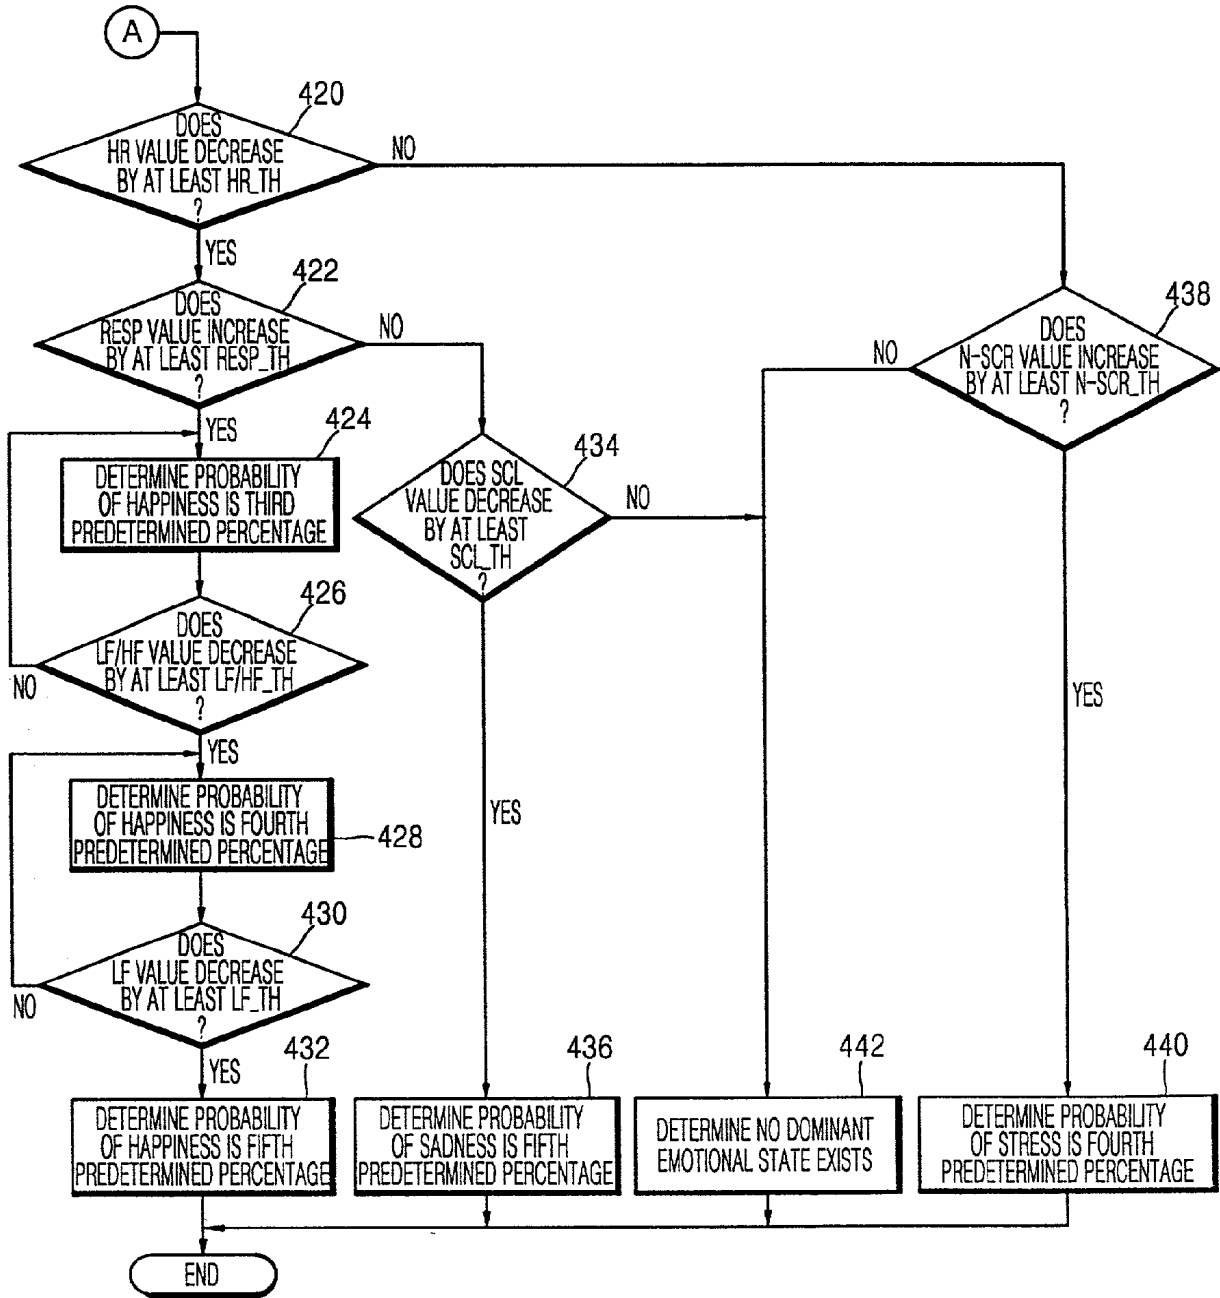 A
420
DOES
HR VALUE DECREASE
BY AT LEAST HR_TH
?
NO
YES
422
DOES
RESP VALUE INCREASE
BY AT LEAST RESP_TH
?
NO
YES
438
DOES
N-SCR VALUE INCREASE
BY AT LEAST N-SCR_TH
?
NO
YES
424
DETERMINE PROBABILITY
OF HAPPINESS IS THIRD
PREDETERMINED PERCENTAGE
434
DOES SCL
VALUE DECREASE
BY AT LEAST
SCL_TH
?
NO
YES
426
DOES
LF/HF VALUE DECREASE
BY AT LEAST LF/HF_TH
?
NO
YES
DETERMINE PROBABILITY
OF HAPPINESS IS FOURTH
PREDETERMINED PERCENTAGE
428
430
DOES
LF VALUE DECREASE
BY AT LEAST LF_TH
?
NO
YES
432
DETERMINE PROBABILITY
OF HAPPINESS IS FIFTH
PREDETERMINED PERCENTAGE
436
DETERMINE PROBABILITY
OF SADNESS IS FIFTH
PREDETERMINED PERCENTAGE
442
DETERMINE NO DOMINANT
EMOTIONAL STATE EXISTS
440
DETERMINE PROBABILITY
OF STRESS IS FOURTH
PREDETERMINED PERCENTAGE
END